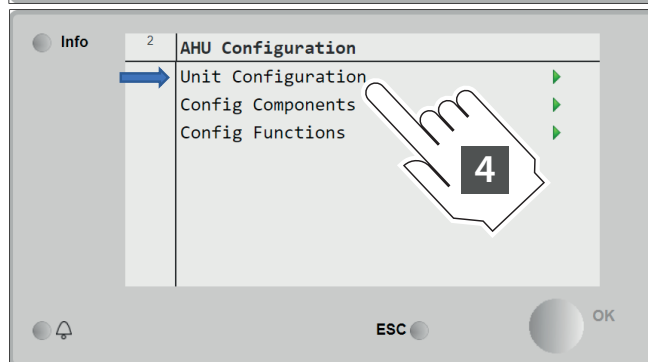 Info
2
AHU Configuration
Unit Configuration
Config Components
Config Functions
4
ESC
OK